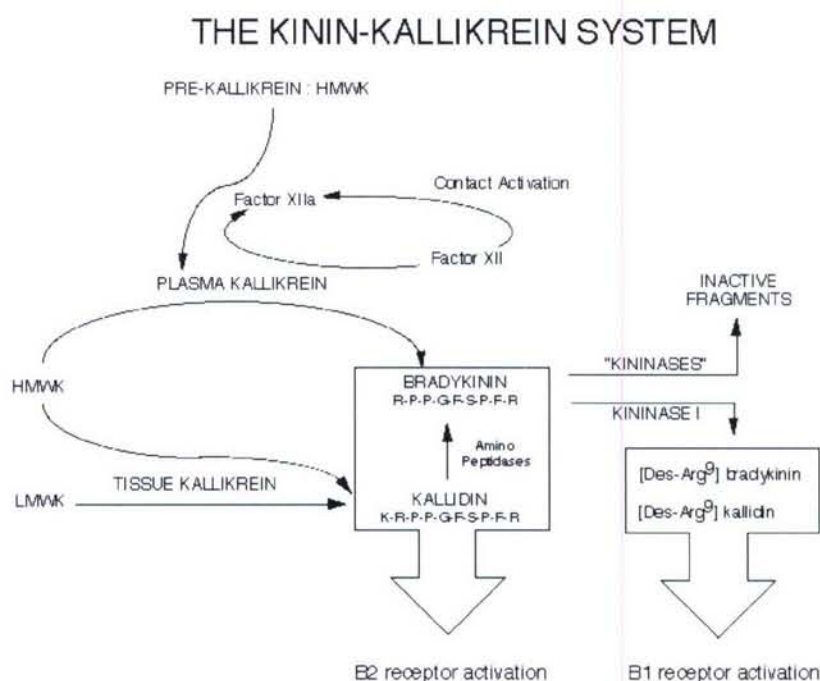 THE KININ-KALLIKREIN SYSTEM
PRE-KALLIKREIN : HMWK
Contact Activation
Factor XIIa
Factor XII
PLASMA KALLIKREIN
INACTIVE
FRAGMENTS
"KININASES"
HMWK
BRADYKININ
R-P-P-G-F-S-P-F-R
KININASE I
Amino
Peptidases
TISSUE KALLIKREIN
LMWK
KALLIDIN
K-R-P-P-G-F-S-P-F-R
[Des-Arg9] bradykinin
[Des-Arg9] kallidin
B2 receptor activation
B1 receptor activation